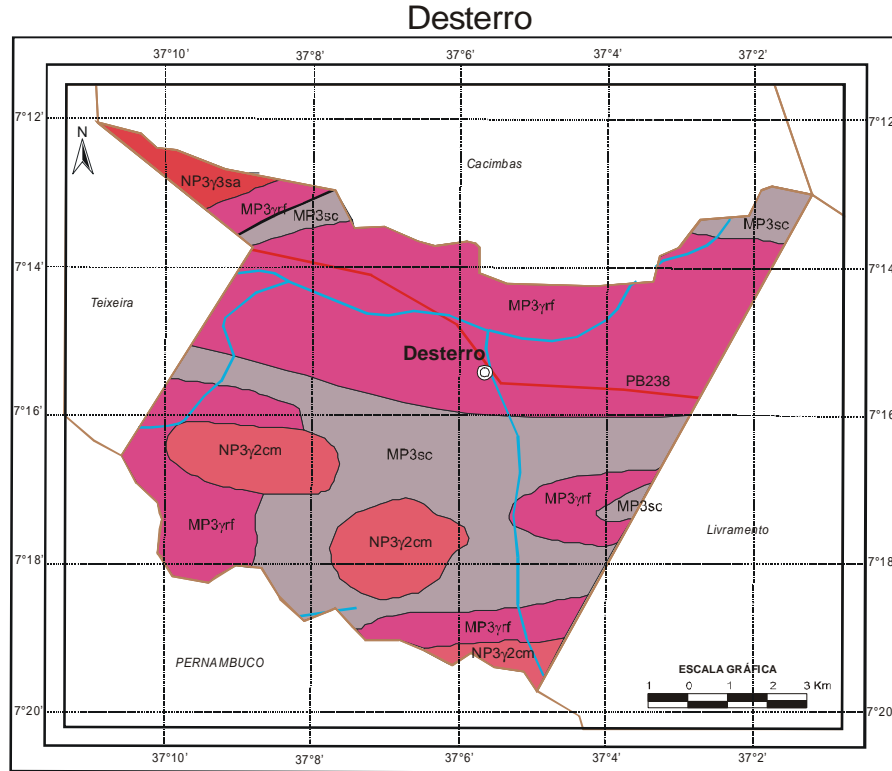 Desterro
37°10' 37°8' 37°6' 37°4' 37°2'
7°12' 7°12'
N
Cacimbas
NP3γ3sa
MP3γrf
MP3sc
MP3sc
7°14' 7°14'
Teixeira
MP3γrf
Desterro
PB238
7°16' 7°16'
NP3γ2cm
MP3sc
MP3γrf
MP3sc
MP3γrf
Livramento
NP3γ2cm
7°18' 7°18'
MP3γrf
NP3γ2cm
PERNAMBUCO
ESCALA GRÁFICA
1 0 1 2 3 Km
7°20' 7°20'
37°10' 37°8' 37°6' 37°4' 37°2'